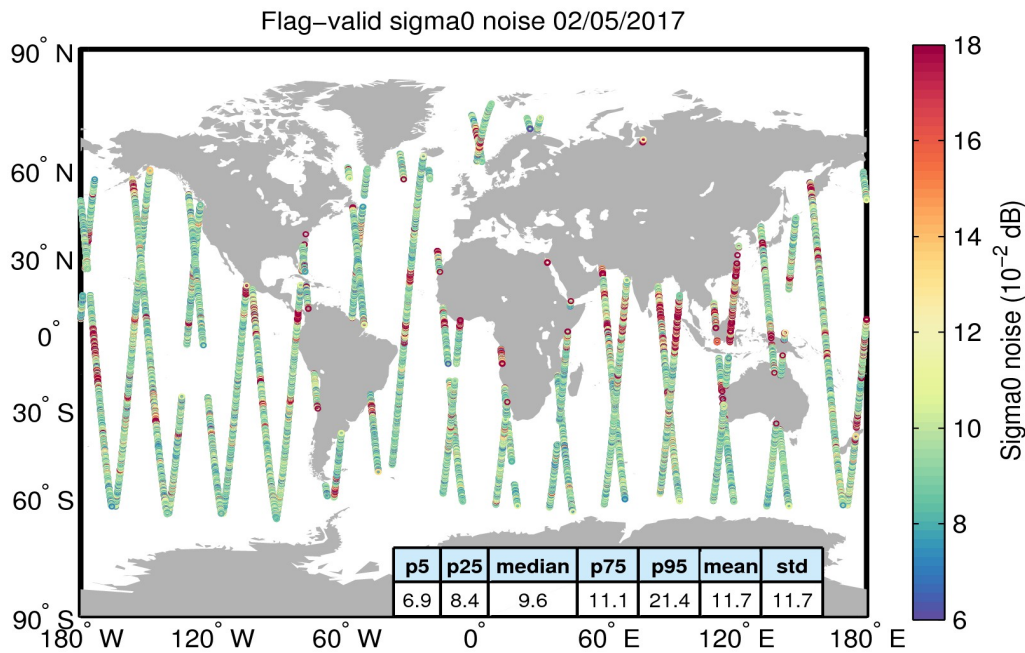 Flag−valid sigma0 noise 02/05/2017
90° N
60° N
30° N
0°
30° S
60° S
90° S
180° W
120° W
60° W
0°
60° E
120° E
180° E
p5 p25 median p75 p95 mean std
6.9 8.4 9.6 11.1 21.4 11.7 11.7
18
16
14
12
10
8
6
Sigma0 noise (10⁻² dB)